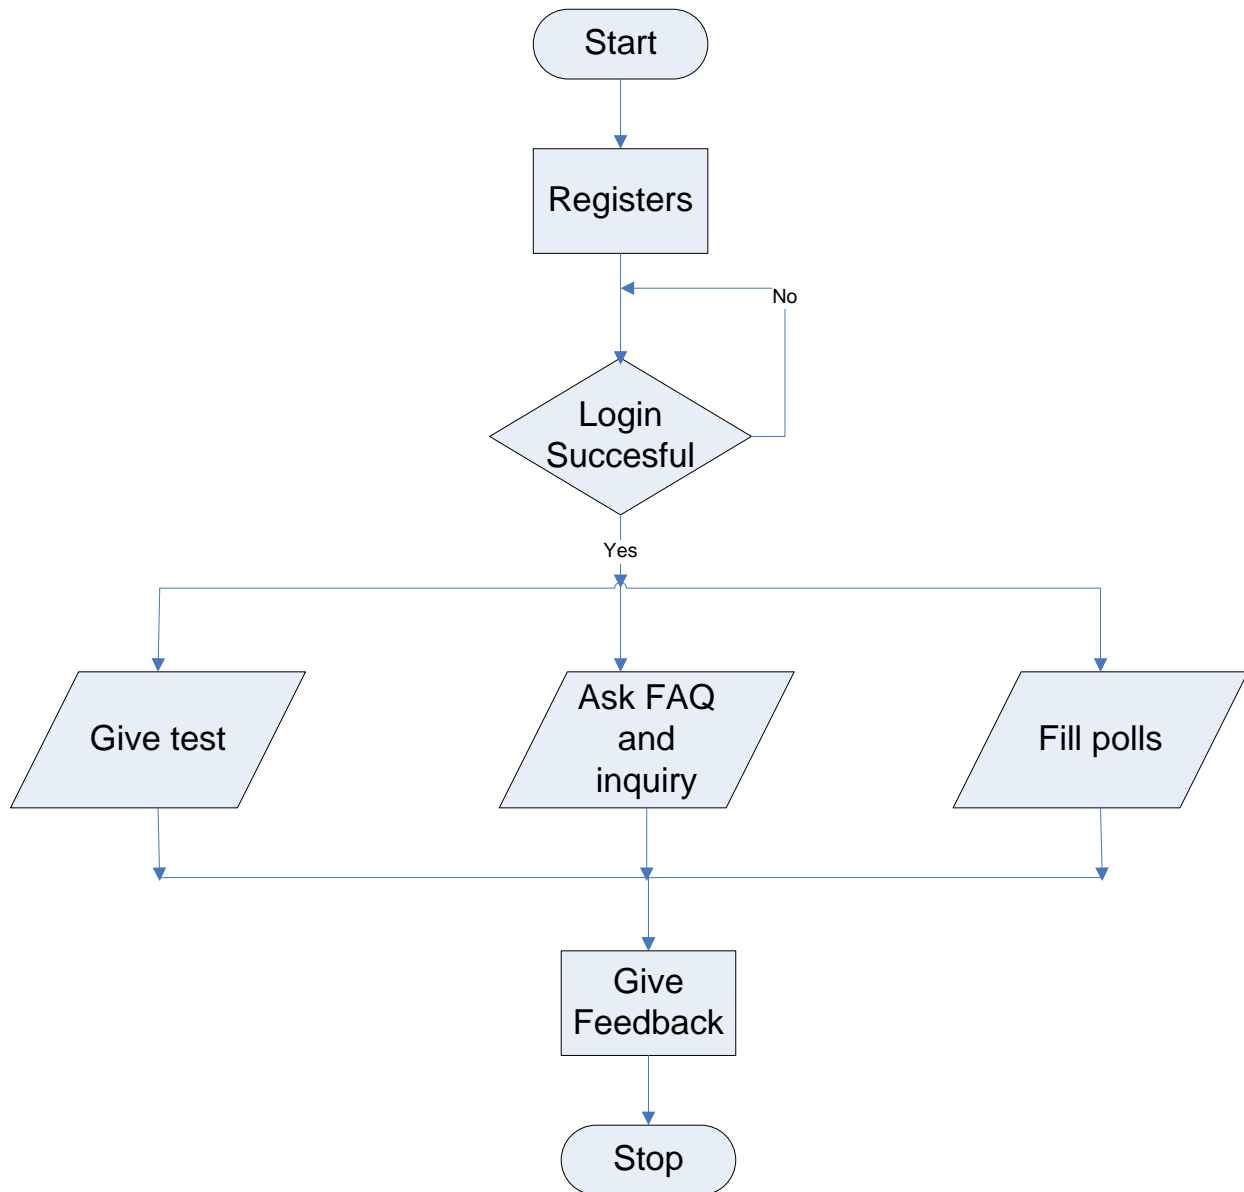 Start
Registers
No
Login
Succesful
Yes
Give test
Ask FAQ
and
inquiry
Fill polls
Give
Feedback
Stop